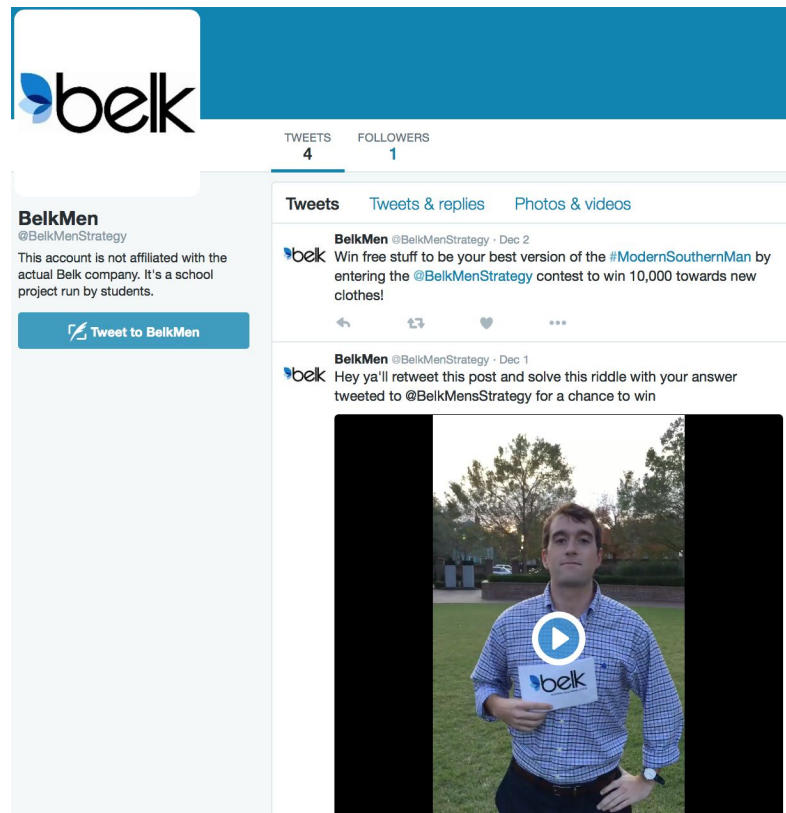 belk
TWEETS
4
FOLLOWERS
1
BelkMen
@BelkMenStrategy
This account is not affiliated with the
actual Belk company. It's a school
project run by students.
Tweet to BelkMen
Tweets Tweets & replies Photos & videos
BelkMen @BelkMenStrategy · Dec 2
belk
Win free stuff to be your best version of the #ModernSouthernMan by
entering the @BelkMenStrategy contest to win 10,000 towards new
clothes!
BelkMen @BelkMenStrategy · Dec 1
belk
Hey ya'll retweet this post and solve this riddle with your answer
tweeted to @BelkMensStrategy for a chance to win
belk